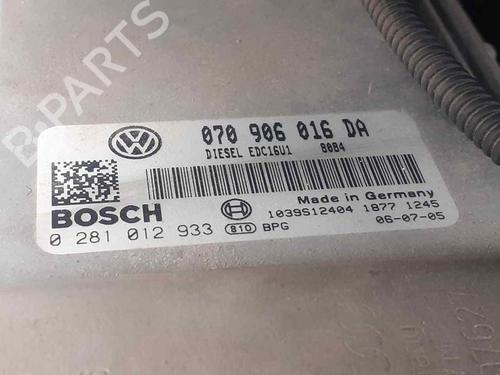 B-PARTS
070 906 016 DA
DIESEL EDC16U1 8084
BOSCH
Made in Germany
0 281 012 933 810 BPG
1039S12404 1877 1245
06-07-05